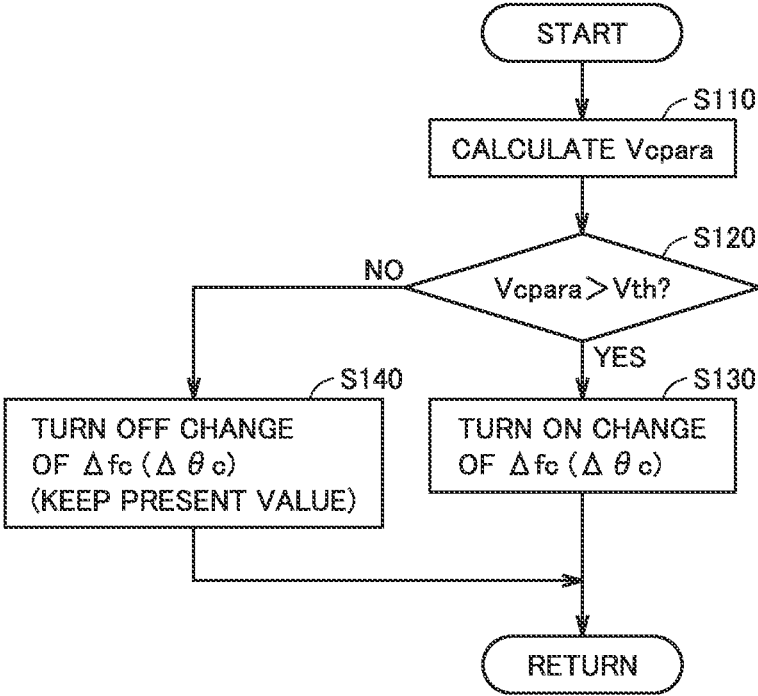 START
S110
CALCULATE Vcpara
S120
Vcpara＞Vth?
NO
YES
S140
TURN OFF CHANGE
OF Δfc (Δθc)
(KEEP PRESENT VALUE)
S130
TURN ON CHANGE
OF Δfc (Δθc)
RETURN